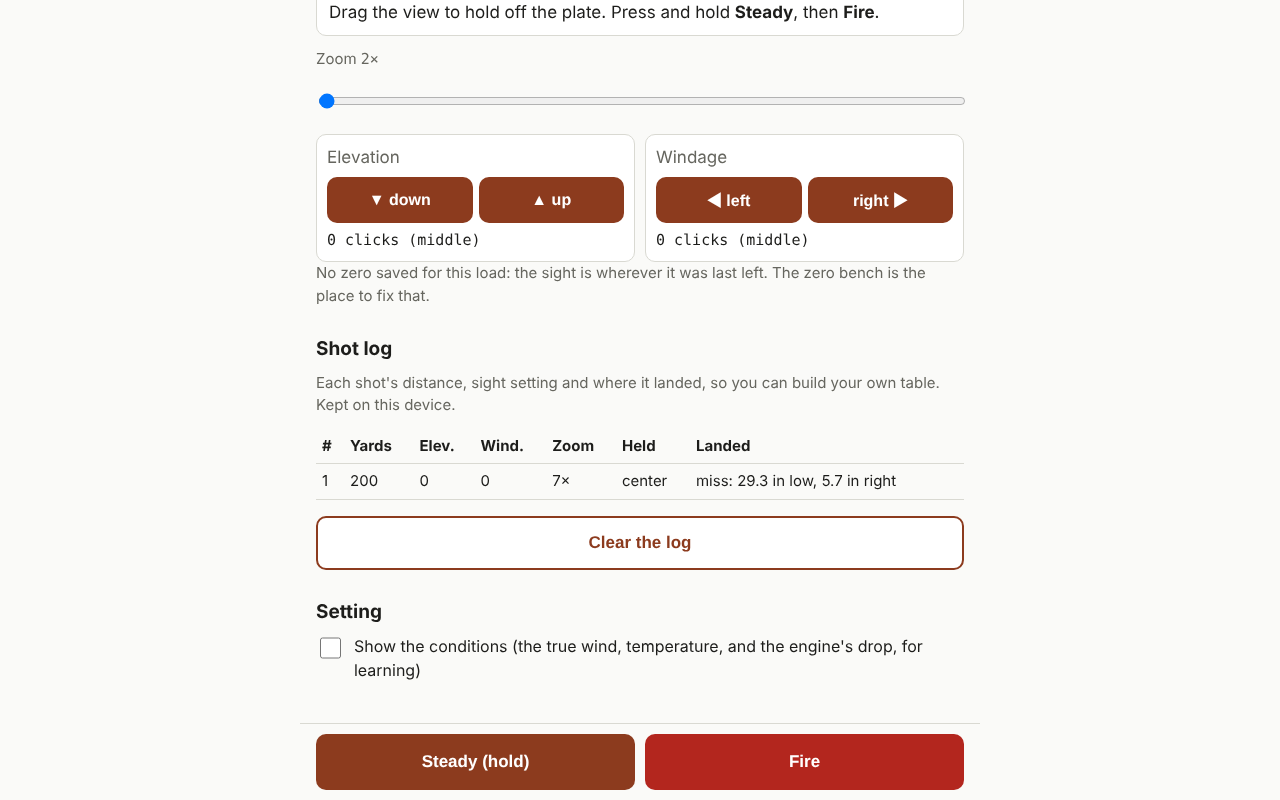 Drag the view to hold off the plate. Press and hold Steady, then Fire.
Zoom 2×
Elevation
▼ down
▲ up
0 clicks (middle)
Windage
◀ left
right ▶
0 clicks (middle)
No zero saved for this load: the sight is wherever it was last left. The zero bench is the
place to fix that.
Shot log
Each shot's distance, sight setting and where it landed, so you can build your own table.
Kept on this device.
# Yards Elev. Wind. Zoom Held Landed
1 200 0 0 7× center miss: 29.3 in low, 5.7 in right
Clear the log
Setting
Show the conditions (the true wind, temperature, and the engine's drop, for
learning)
Steady (hold)
Fire